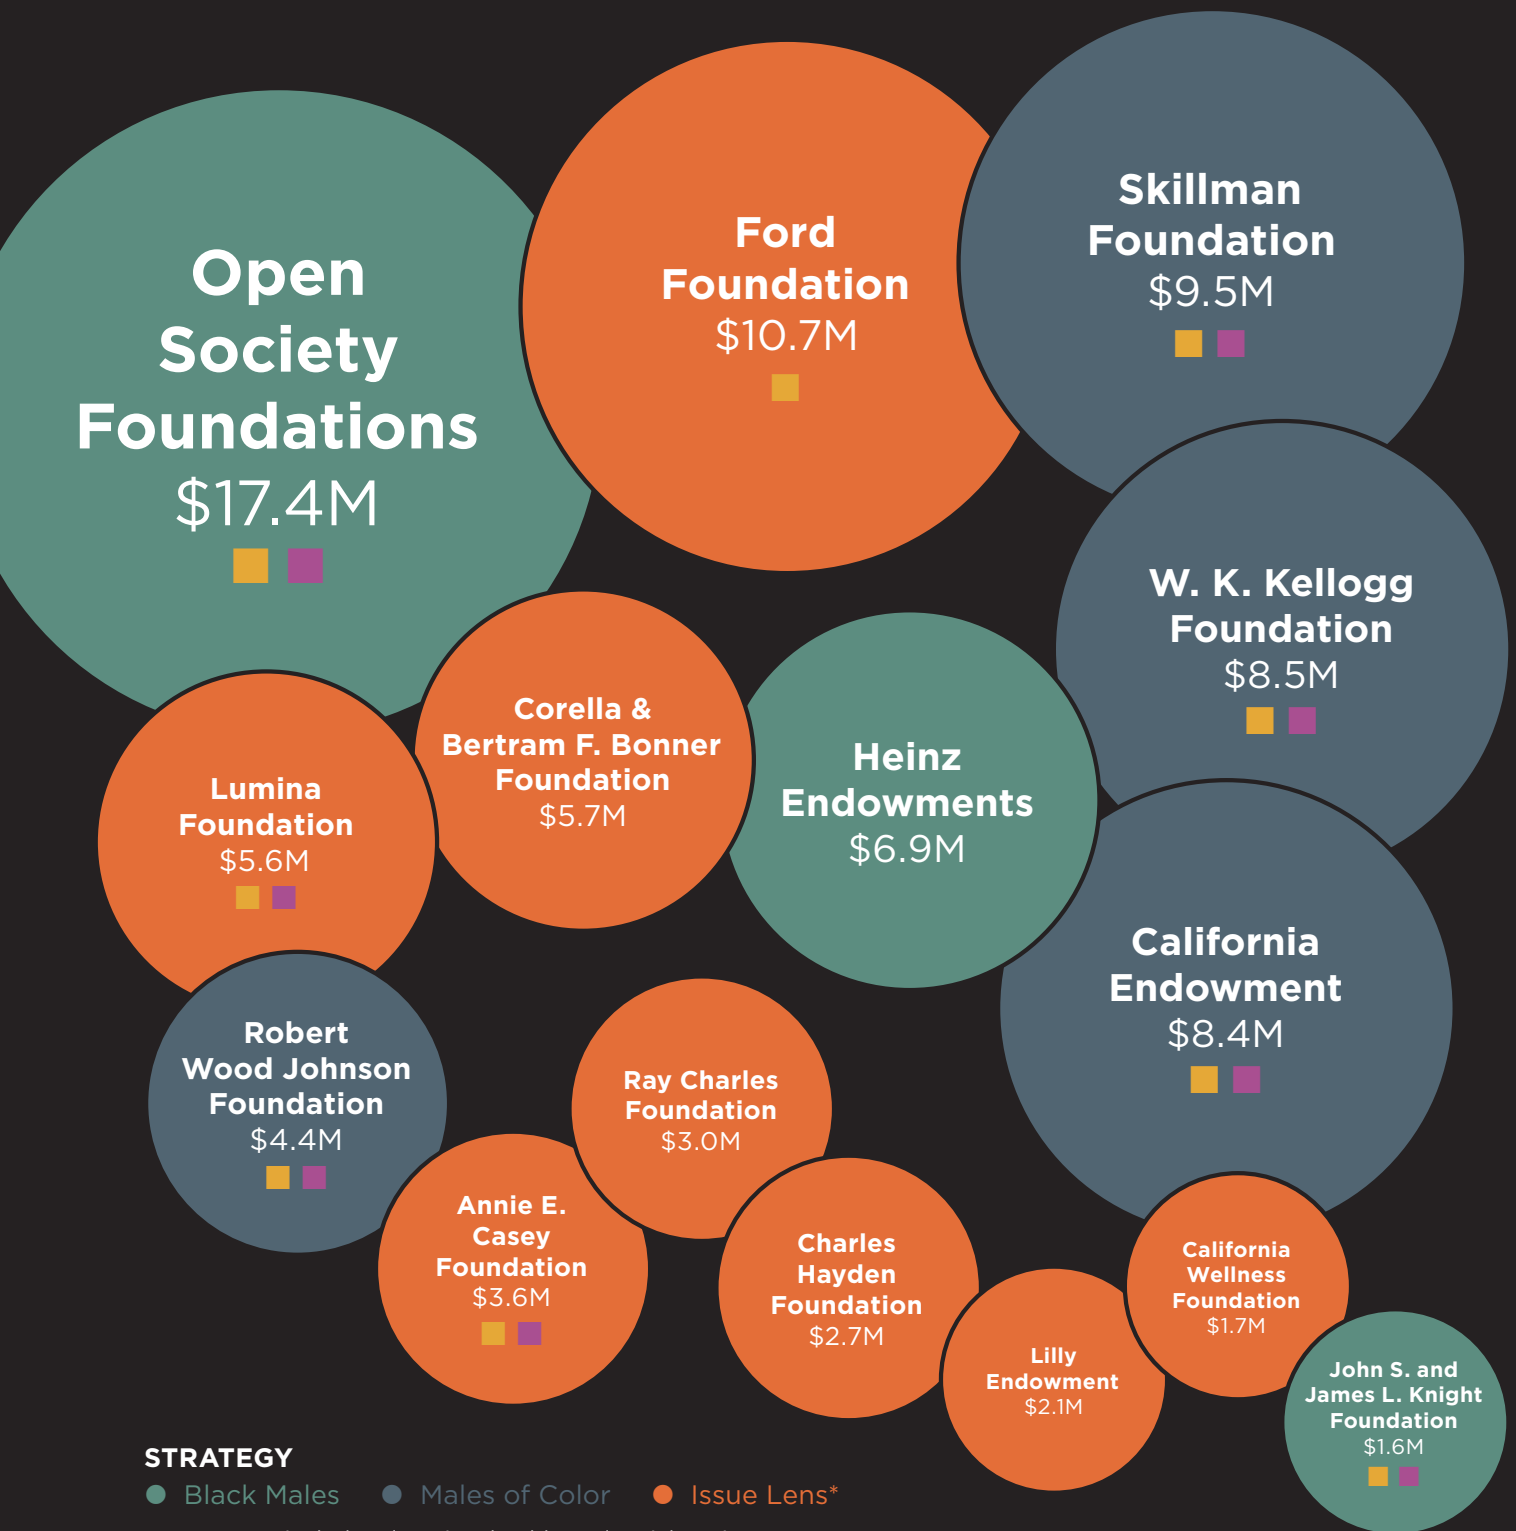 Open
Society
Foundations
$17.4M
Ford
Foundation
$10.7M
Skillman
Foundation
$9.5M
W. K. Kellogg
Foundation
$8.5M
Corella &
Bertram F. Bonner
Foundation
$5.7M
Heinz
Endowments
$6.9M
Lumina
Foundation
$5.6M
California
Endowment
$8.4M
Robert
Wood Johnson
Foundation
$4.4M
Ray Charles
Foundation
$3.0M
Annie E.
Casey
Foundation
$3.6M
Charles
Hayden
Foundation
$2.7M
California
Wellness
Foundation
$1.7M
Lilly
Endowment
$2.1M
John S. and
James L. Knight
Foundation
$1.6M
STRATEGY
Black Males
Males of Color
Issue Lens*